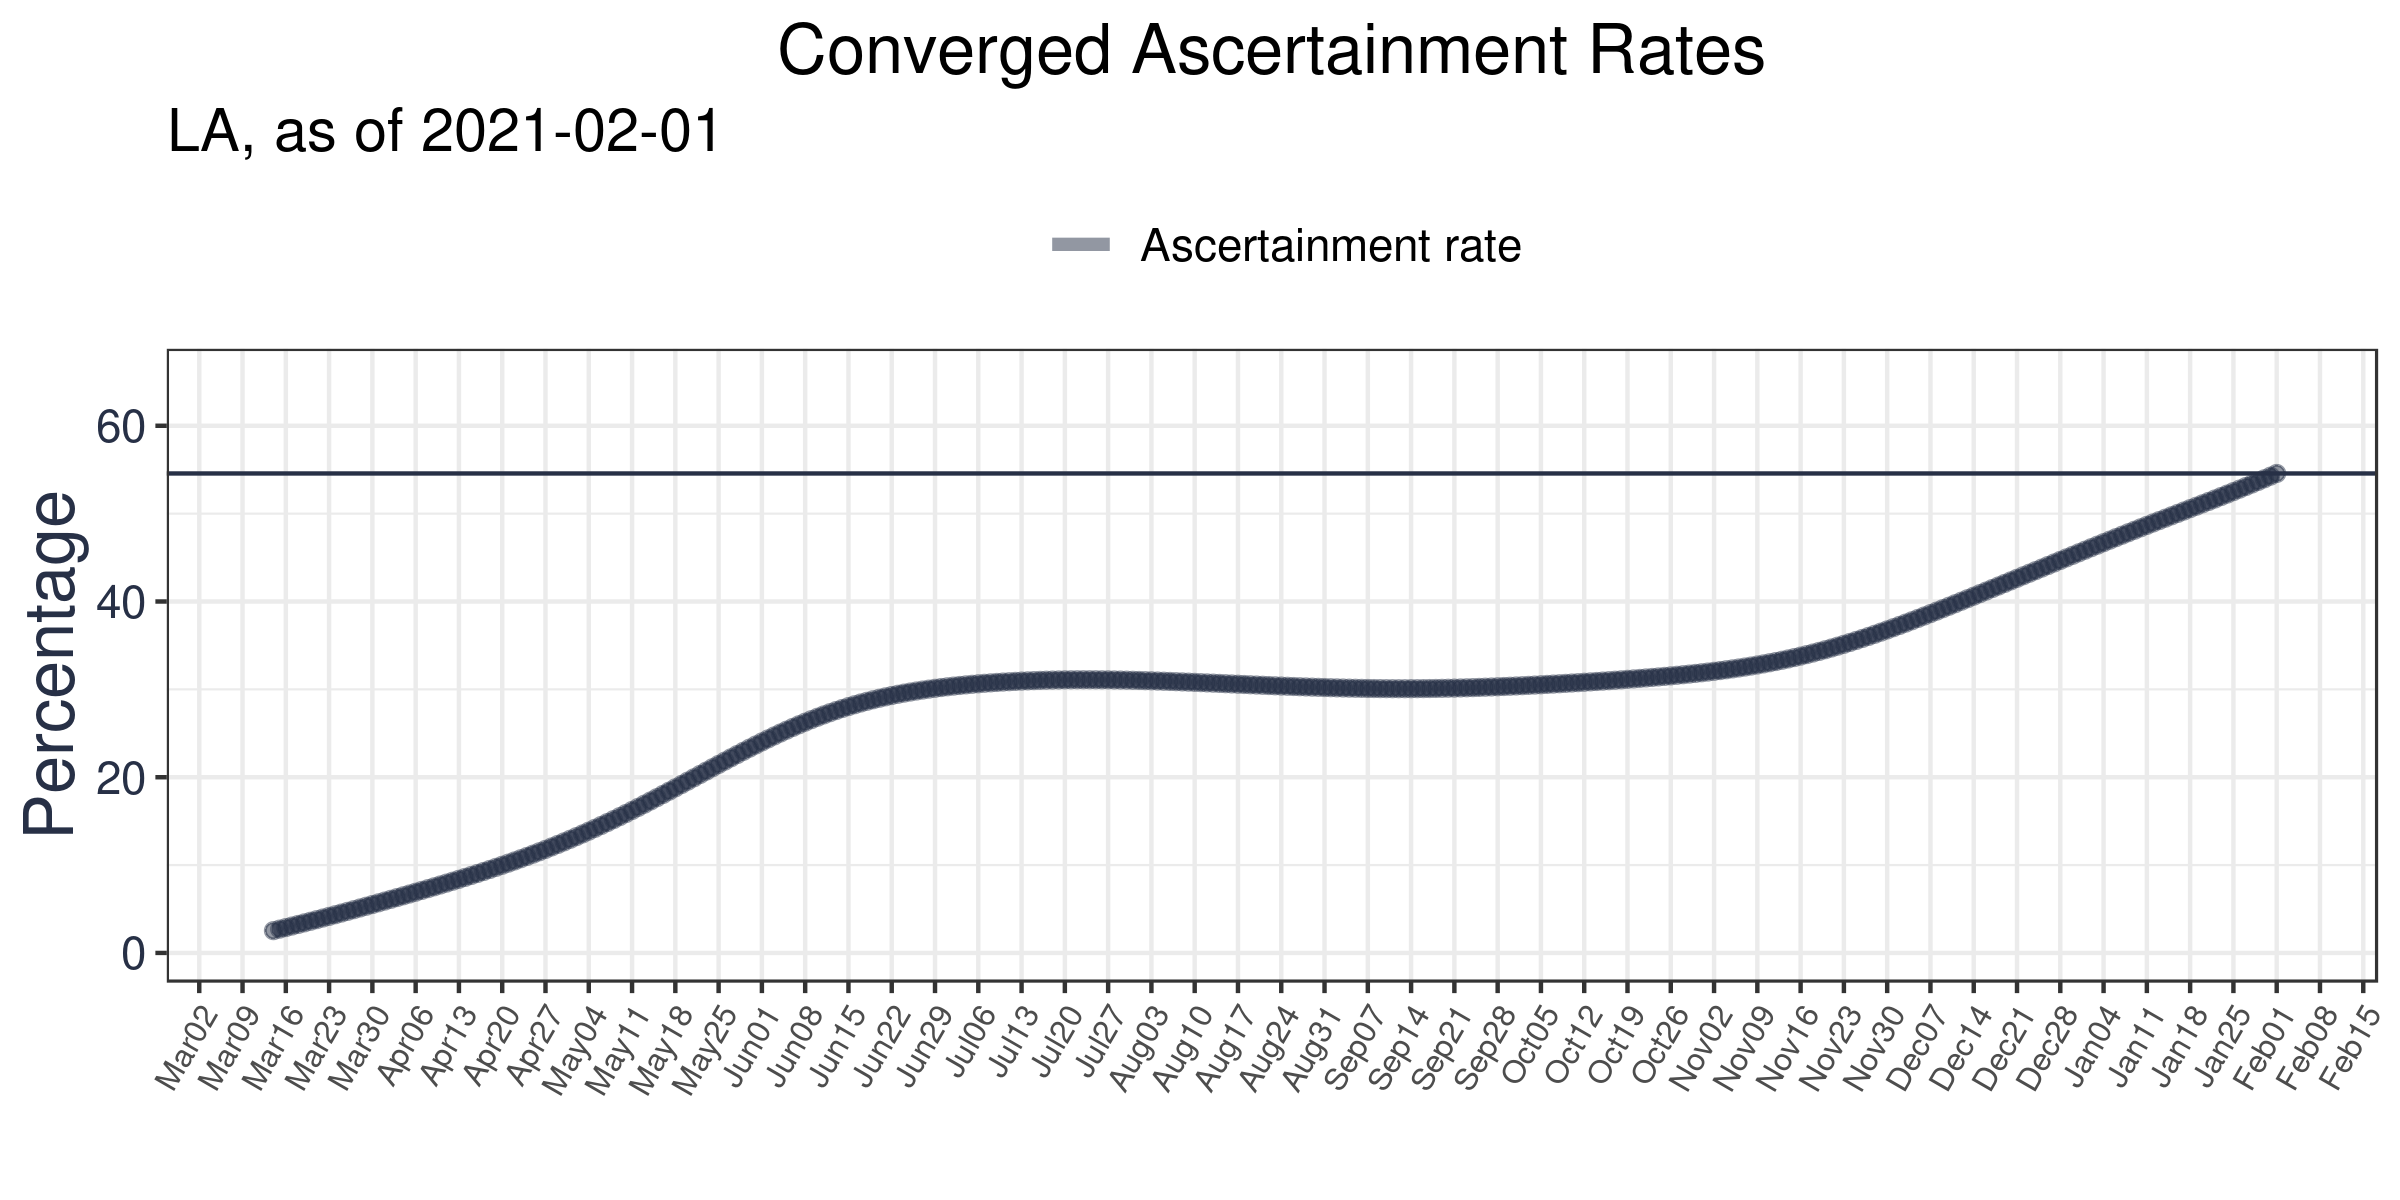 Converged Ascertainment Rates
LA, as of 2021-02-01
Ascertainment rate
Percentage
60
40
20
0
Mar02
Mar09
Mar16
Mar23
Mar30
Apr06
Apr13
Apr20
Apr27
May04
May11
May18
May25
Jun01
Jun08
Jun15
Jun22
Jun29
Jul06
Jul13
Jul20
Jul27
Aug03
Aug10
Aug17
Aug24
Aug31
Sep07
Sep14
Sep21
Sep28
Oct05
Oct12
Oct19
Oct26
Nov02
Nov09
Nov16
Nov23
Nov30
Dec07
Dec14
Dec21
Dec28
Jan04
Jan11
Jan18
Jan25
Feb01
Feb08
Feb15